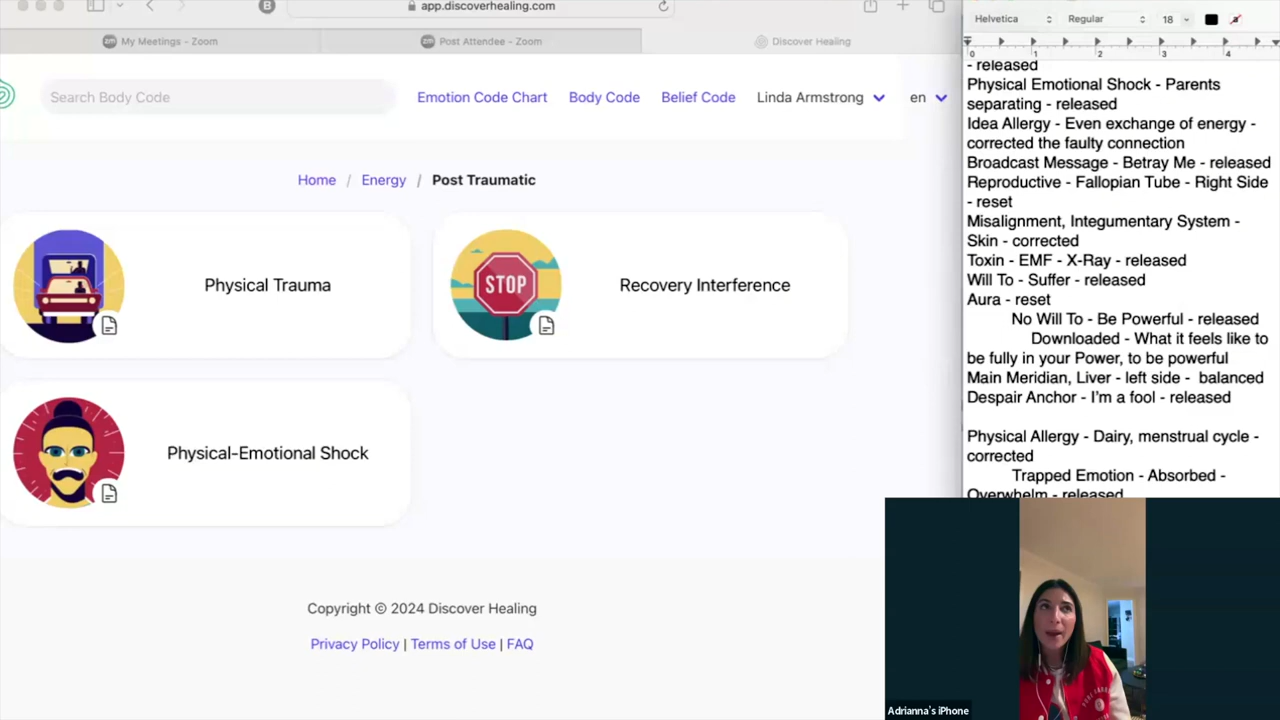 app.discoverhealing.com
My Meetings – Zoom
Post Attendee - Zoom
Discover Healing
Search Body Code
Emotion Code Chart
Body Code
Belief Code
Linda Armstrong
en
Home / Energy / Post Traumatic
Physical Trauma
STOP
Recovery Interference
Physical-Emotional Shock
Copyright © 2024 Discover Healing
Privacy Policy | Terms of Use | FAQ
Helvetica
Regular
18
0 1 2 3 4
- released
Physical Emotional Shock - Parents
separating - released
Idea Allergy - Even exchange of energy -
corrected the faulty connection
Broadcast Message - Betray Me - released
Reproductive - Fallopian Tube - Right Side
- reset
Misalignment, Integumentary System -
Skin - corrected
Toxin - EMF - X-Ray - released
Will To - Suffer - released
Aura - reset
No Will To - Be Powerful - released
Downloaded - What it feels like to
be fully in your Power, to be powerful
Main Meridian, Liver - left side - balanced
Despair Anchor - I'm a fool - released
Physical Allergy - Dairy, menstrual cycle -
corrected
Trapped Emotion - Absorbed -
Overwhelm - released
Adrianna's iPhone